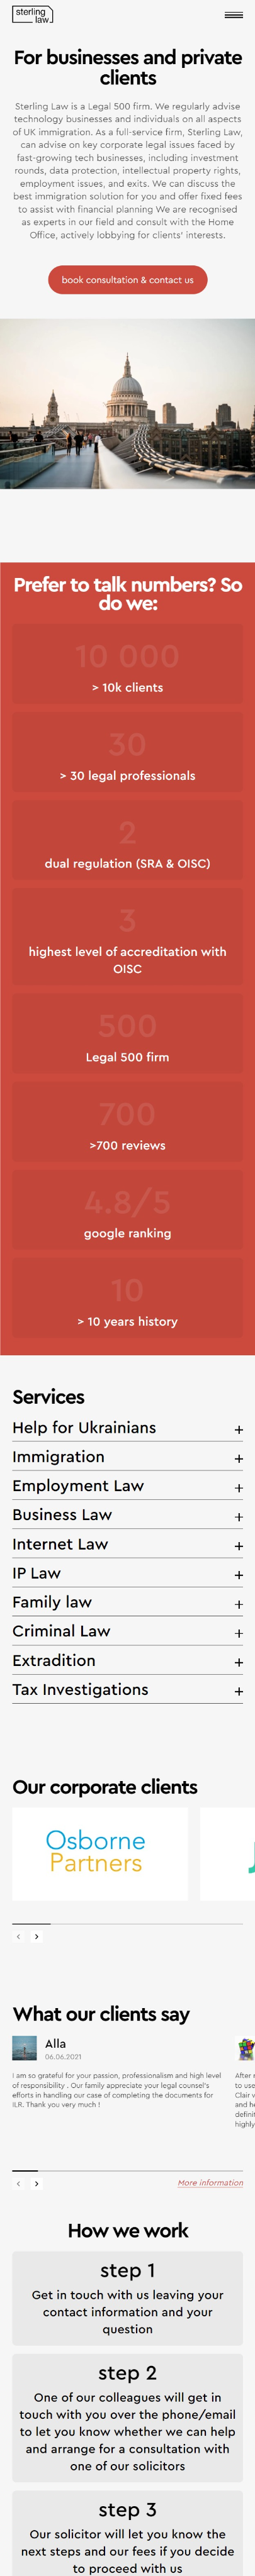 sterling
law
For businesses and private
clients
Sterling Law is a Legal 500 firm. We regularly advise
technology businesses and individuals on all aspects
of UK immigration. As a full-service firm, Sterling Law,
can advise on key corporate legal issues faced by
fast-growing tech businesses, including investment
rounds, data protection, intellectual property rights,
employment issues, and exits. We can discuss the
best immigration solution for you and offer fixed fees
to assist with financial planning We are recognised
as experts in our field and consult with the Home
Office, actively lobbying for clients' interests.
book consultation & contact us
Prefer to talk numbers? So
do we:
10 000
> 10k clients
30
> 30 legal professionals
2
dual regulation (SRA & OISC)
3
highest level of accreditation with
OISC
500
Legal 500 firm
700
>700 reviews
4.8/5
google ranking
10
> 10 years history
Services
Help for Ukrainians +
Immigration +
Employment Law +
Business Law +
Internet Law +
IP Law +
Family law +
Criminal Law +
Extradition +
Tax Investigations +
Our corporate clients
Osborne
Partners
What our clients say
Alla
06.06.2021
I am so grateful for your passion, professionalism and high level
of responsibility . Our family appreciate your legal counsel's
efforts in handling our case of completing the documents for
ILR. Thank you very much !
After
to use
Clair
and he
definit
highly
More information
How we work
step 1
Get in touch with us leaving your
contact information and your
question
step 2
One of our colleagues will get in
touch with you over the phone/email
to let you know whether we can help
and arrange for a consultation with
one of our solicitors
step 3
Our solicitor will let you know the
next steps and our fees if you decide
to proceed with us